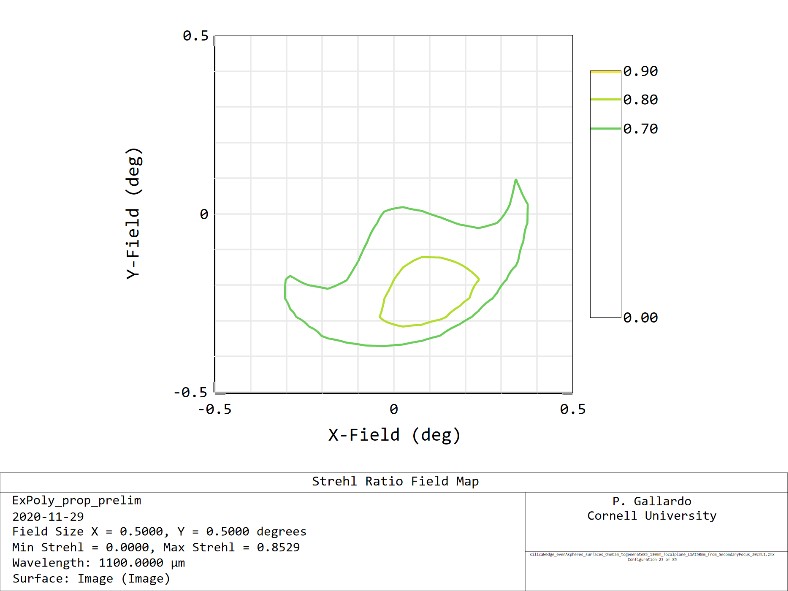 0.5
0
-0.5
Y-Field (deg)
-0.5 0 0.5
X-Field (deg)
0.90
0.80
0.70
0.00
Strehl Ratio Field Map
ExPoly_prop_prelim
2020-11-29
Field Size X = 0.5000, Y = 0.5000 degrees
Min Strehl = 0.0000, Max Strehl = 0.8529
Wavelength: 1100.0000 µm
Surface: Image (Image)
P. Gallardo
Cornell University